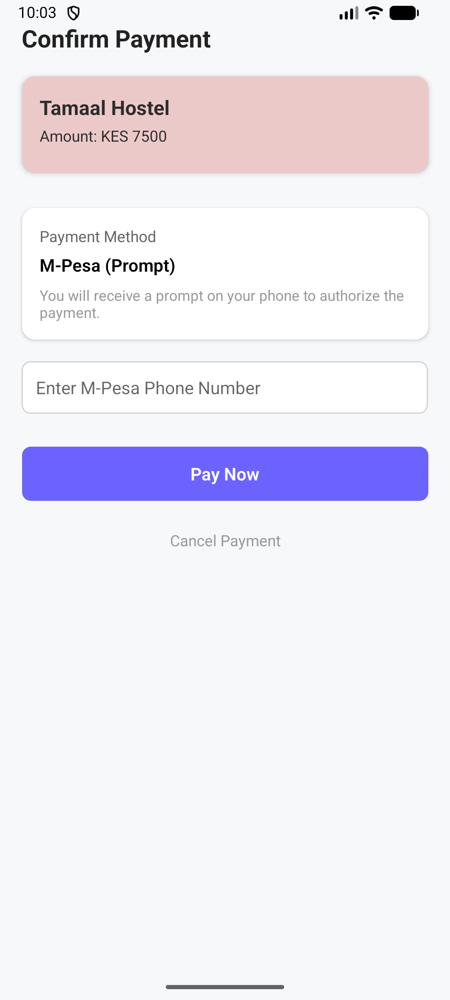 10:03
Confirm Payment
Tamaal Hostel
Amount: KES 7500
Payment Method
M-Pesa (Prompt)
You will receive a prompt on your phone to authorize the
payment.
Enter M-Pesa Phone Number
Pay Now
Cancel Payment